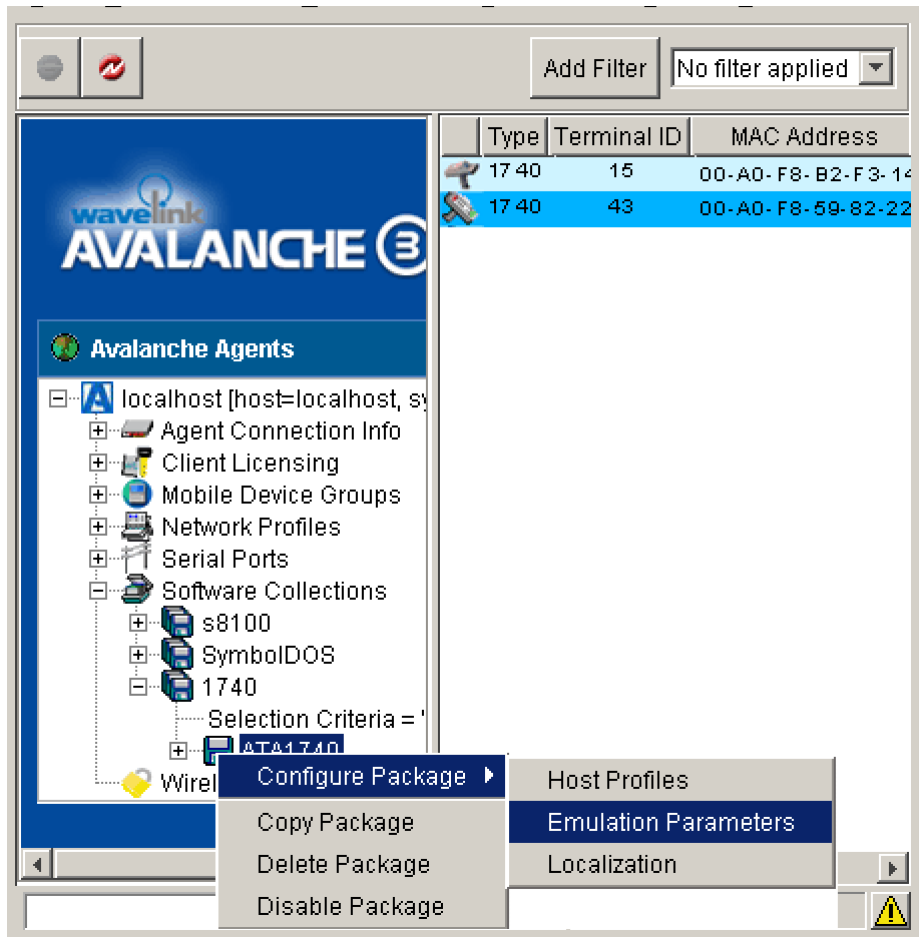 Add Filter No filter applied
Type Terminal ID MAC Address
1740 15 00-A0-F8-B2-F3-14
1740 43 00-A0-F8-59-82-22
wavelink
AVALANCHE 3
Avalanche Agents
localhost [host=localhost, sy
Agent Connection Info
Client Licensing
Mobile Device Groups
Network Profiles
Serial Ports
Software Collections
s8100
SymbolDOS
1740
Selection Criteria = '
ATA1740
Wirel
Configure Package
Copy Package
Delete Package
Disable Package
Host Profiles
Emulation Parameters
Localization